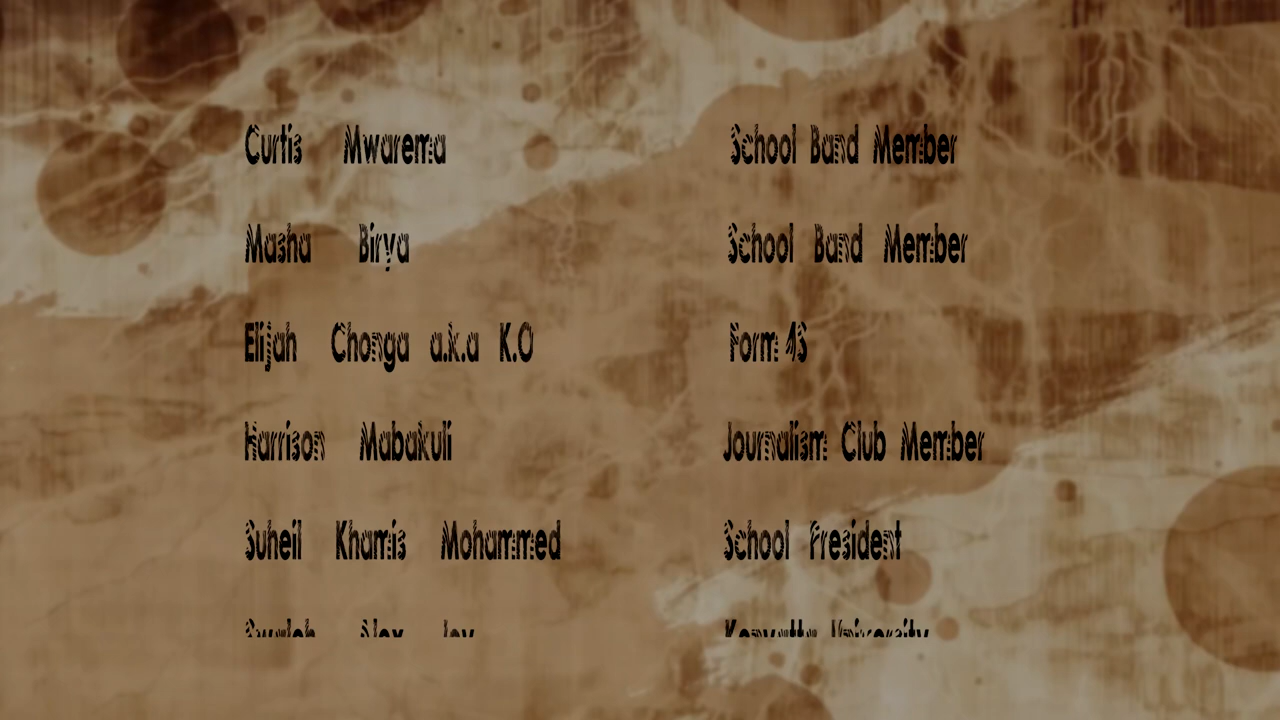 Curtis Mwarema School Band Member
Masha Birya School Band Member
Elijah Chonga a.k.a K.O Form 4S
Harrison Mabakuli Journalism Club Member
Suheil Khamis Mohammed School President